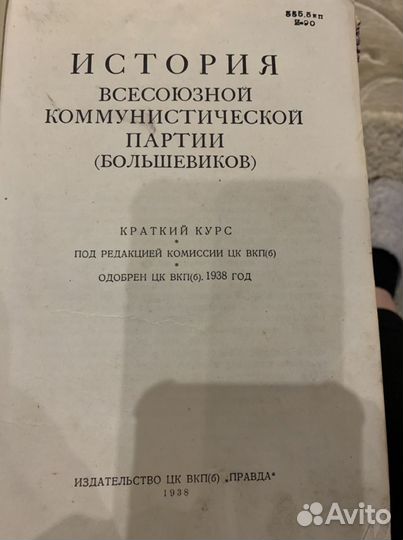 ИСТОРИЯ
ВСЕСОЮЗНОЙ
КОММУНИСТИЧЕСКОЙ
ПАРТИИ
(БОЛЬШЕВИКОВ)
КРАТКИЙ КУРС
ПОД РЕДАКЦИЕЙ КОМИССИИ ЦК ВКП(б)
ОДОБРЕН ЦК ВКП(б). 1938 ГОД
ИЗДАТЕЛЬСТВО ЦК ВКП(б) „ПРАВДА"
1938
Avito